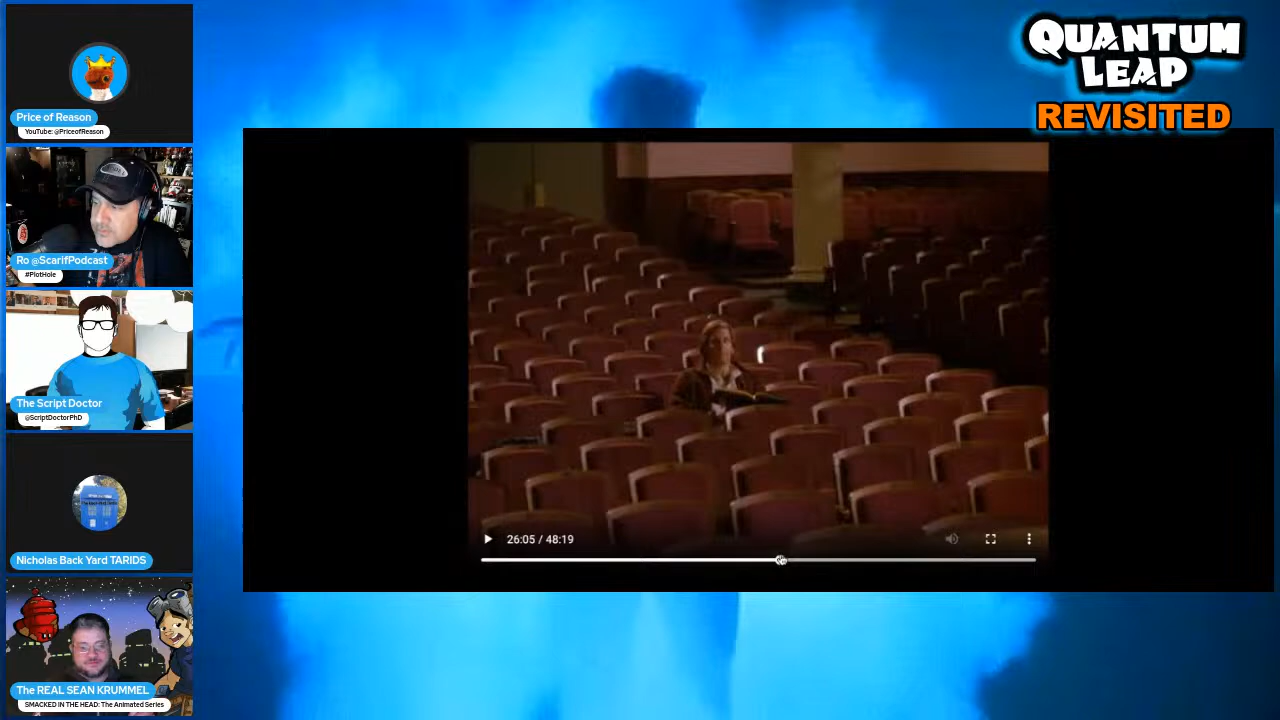 Price of Reason
YouTube: @PriceofReason
Ro @ScarifPodcast
#PlotHole
The Script Doctor
@ScriptDoctorPhD
Nicholas Back Yard TARIDS
The REAL SEAN KRUMMEL
SMACKED IN THE HEAD: The Animated Series
QUANTUM
LEAP
REVISITED
26:05 / 48:19